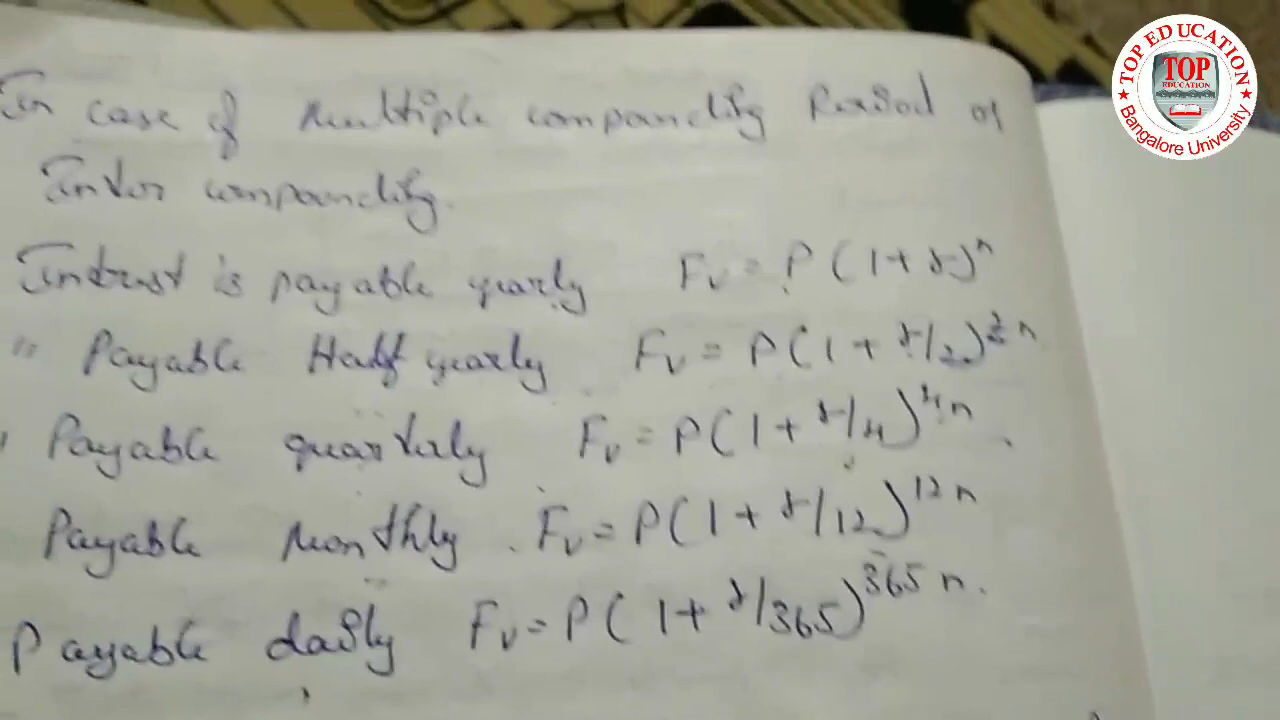 In case of Multiple compounding Period or
Inter compounding.
Interest is payable yearly Fv = P(1+r)ⁿ
" Payable Half yearly Fv = P(1+r/2)²ⁿ
" Payable quarterly Fv = P(1+r/4)⁴ⁿ
Payable Monthly. Fv = P(1+r/12)¹²ⁿ
Payable daily Fv = P(1+r/365)³⁶⁵ⁿ.
TOP EDUCATION
TOP
EDUCATION
Bangalore University